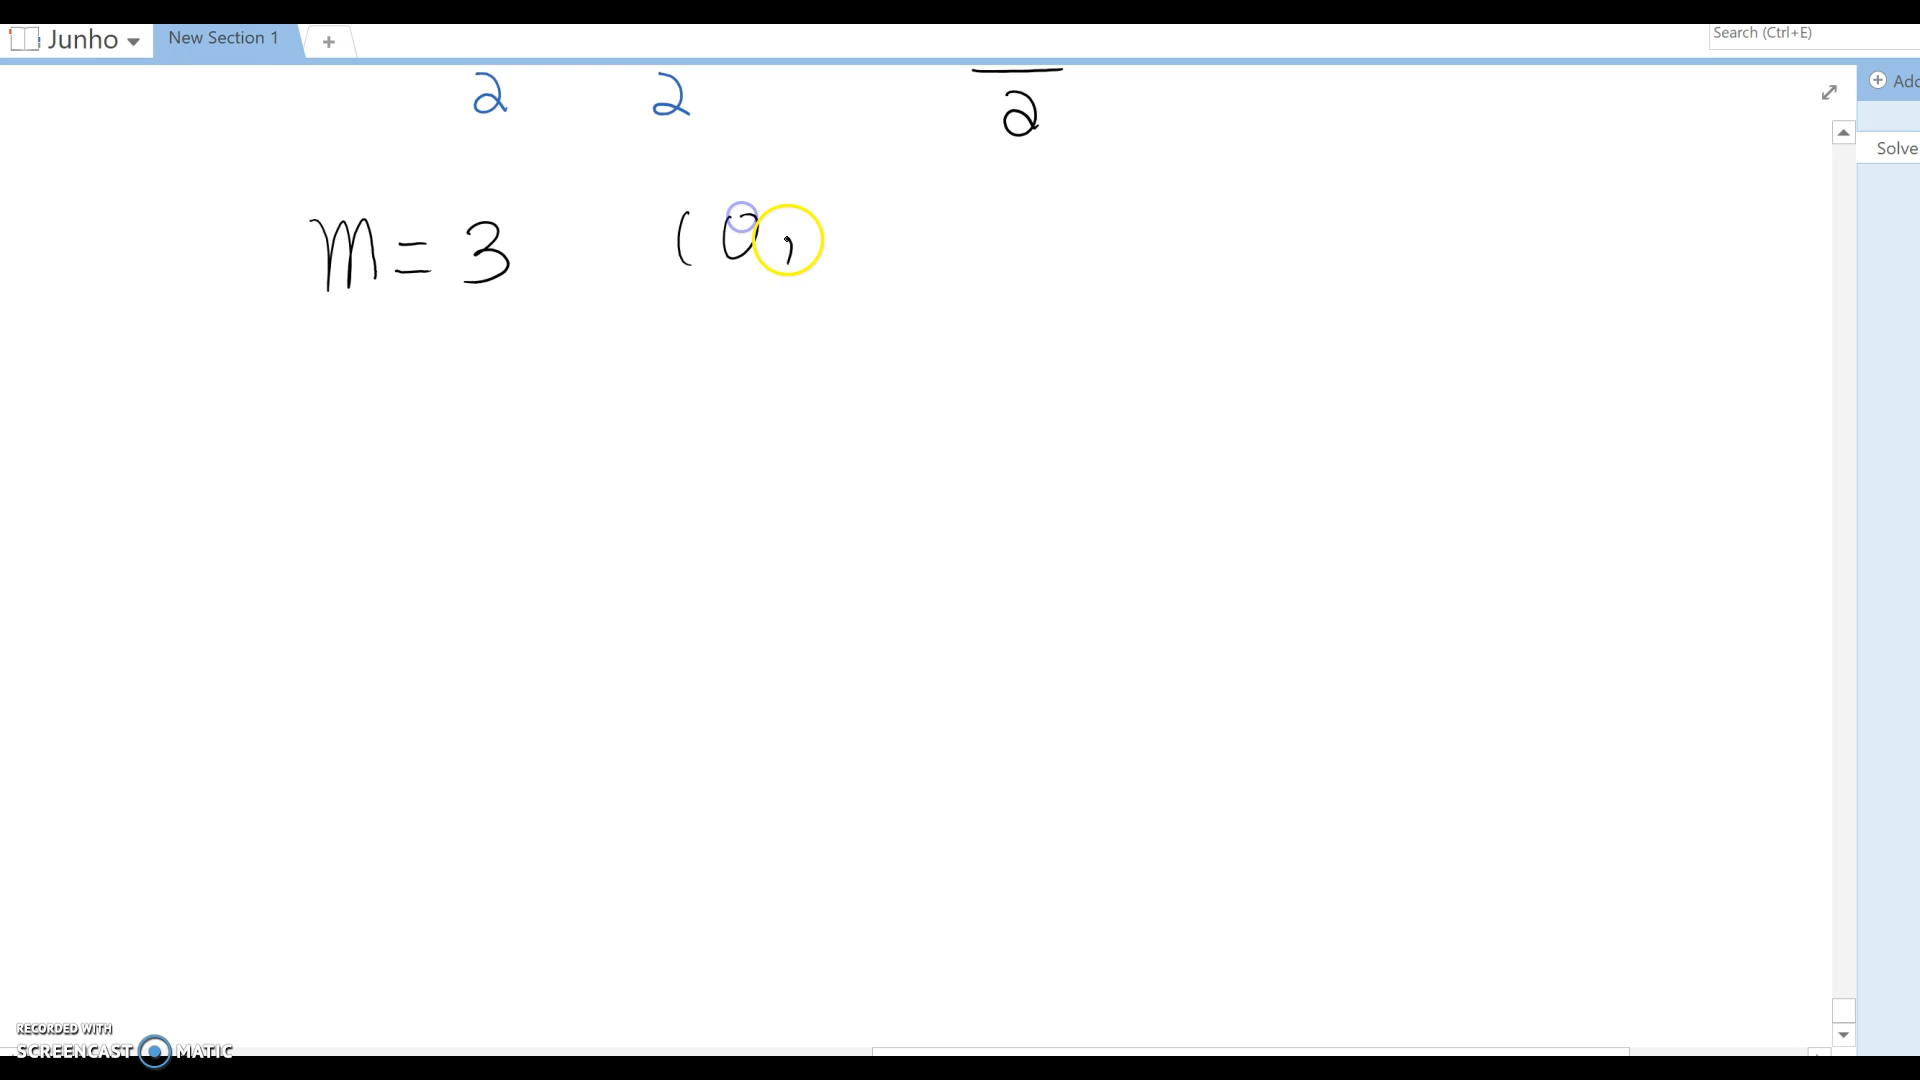 Junho
New Section 1
+
Search (Ctrl+E)
+ Add
Solve
2 2 2
m = 3 (0,
RECORDED WITH
SCREENCAST MATIC